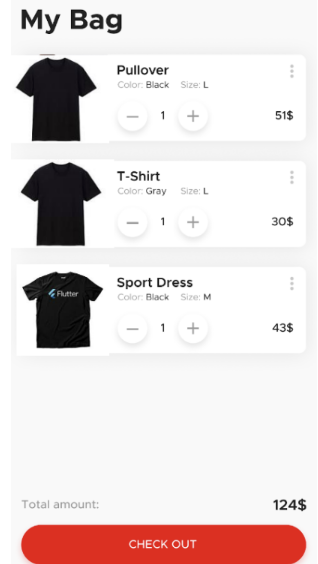 My Bag
Pullover
Color: Black Size: L
1
51$
T-Shirt
Color: Gray Size: L
1
30$
Flutter
Sport Dress
Color: Black Size: M
1
43$
Total amount:
124$
CHECK OUT